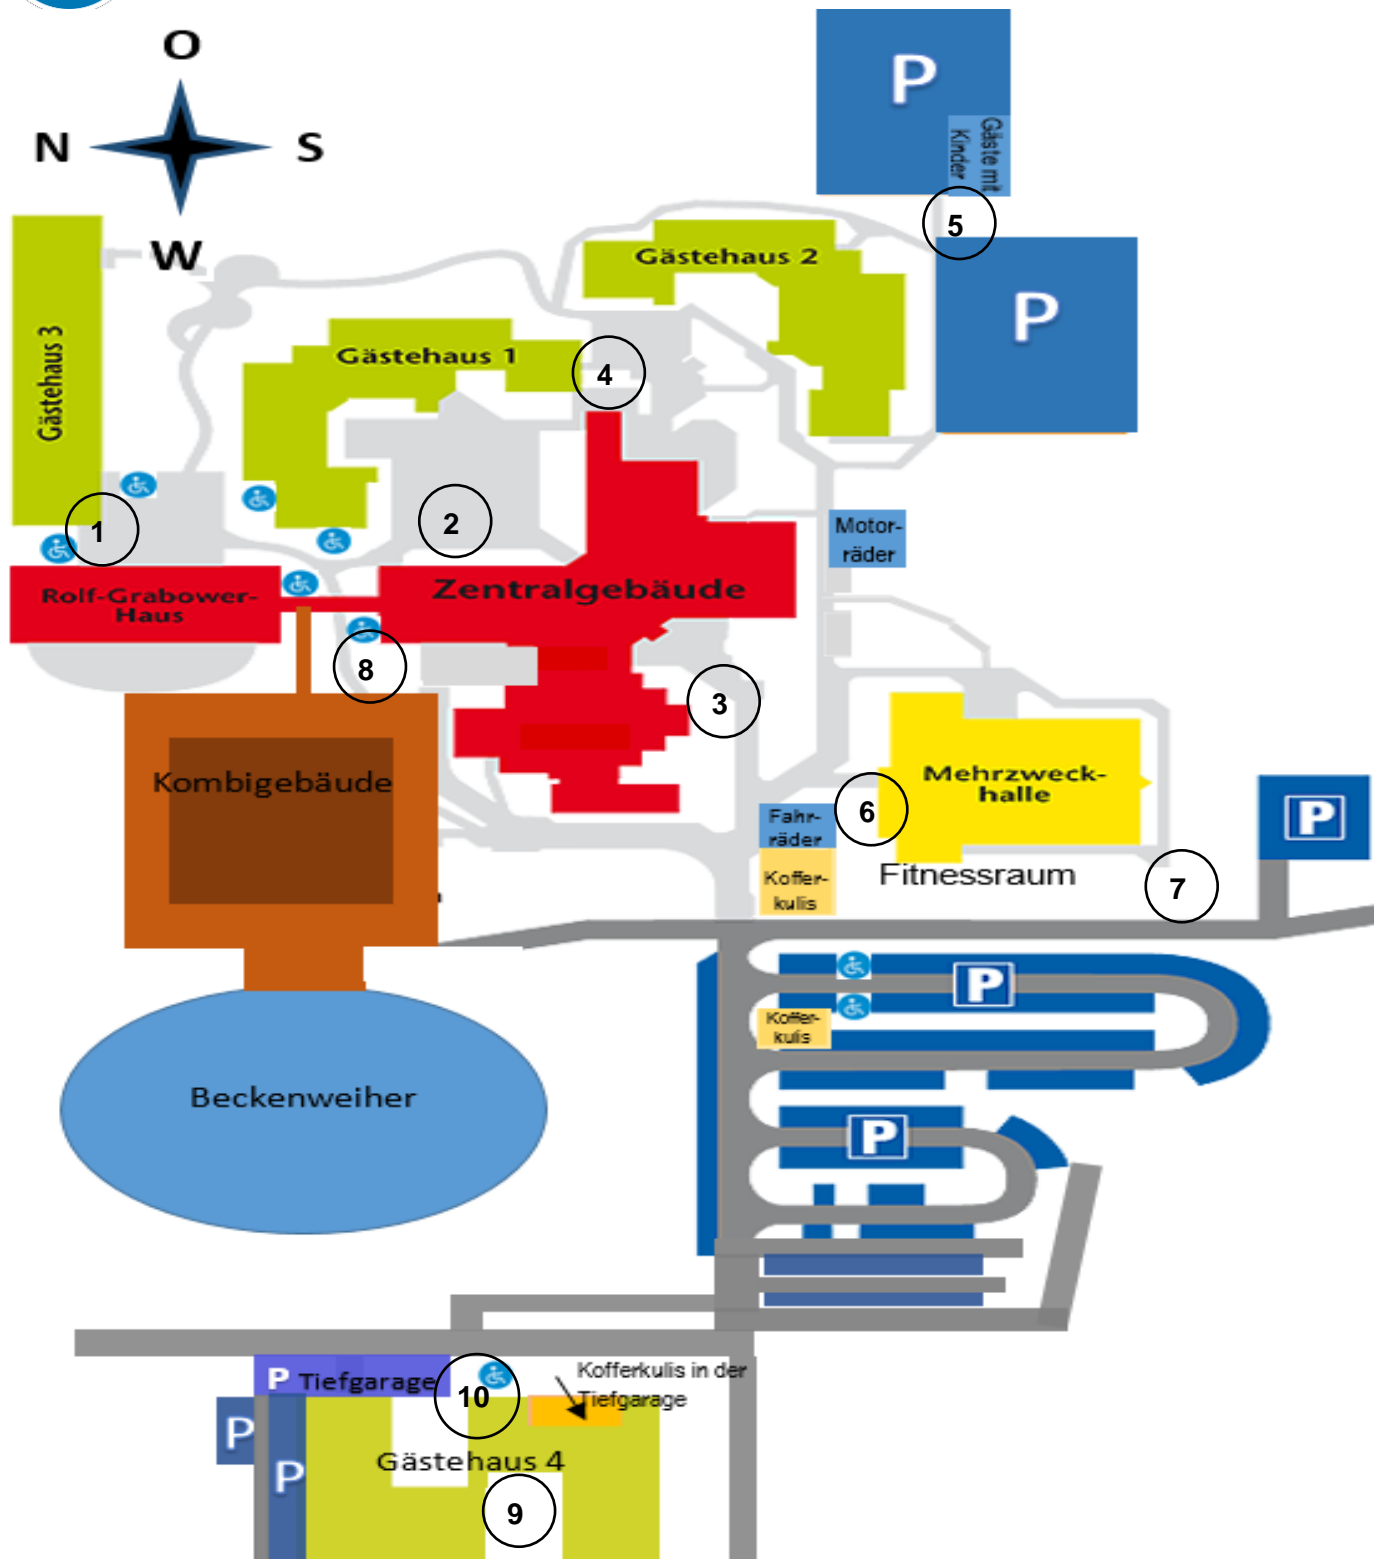 O
N
S
W
P
Gäste mit
Kinder
5
P
Gästehaus 2
Gästehaus 3
Gästehaus 1
4
1
2
Motor-
räder
Rolf-Grabower-
Haus
Zentralgebäude
8
3
Kombigebäude
Mehrzweck-
halle
6
Fahr-
räder
P
Koffer-
kulis
Fitnessraum
7
P
Koffer-
kulis
Beckenweiher
P
P Tiefgarage
10
Kofferkulis in der
Tiefgarage
P
P
Gästehaus 4
9